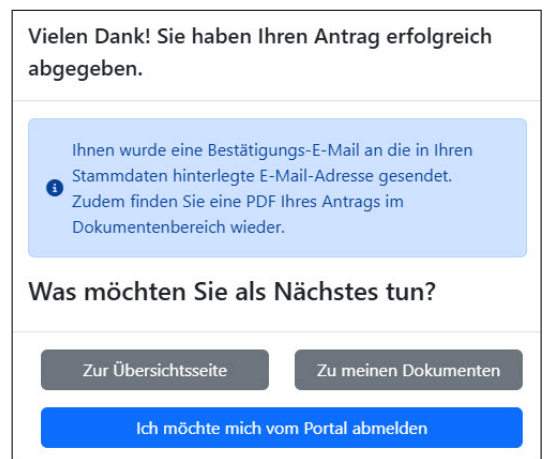 Vielen Dank! Sie haben Ihren Antrag erfolgreich
abgegeben.
Ihnen wurde eine Bestätigungs-E-Mail an die in Ihren
Stammdaten hinterlegte E-Mail-Adresse gesendet.
Zudem finden Sie eine PDF Ihres Antrags im
Dokumentenbereich wieder.
Was möchten Sie als Nächstes tun?
Zur Übersichtsseite
Zu meinen Dokumenten
Ich möchte mich vom Portal abmelden